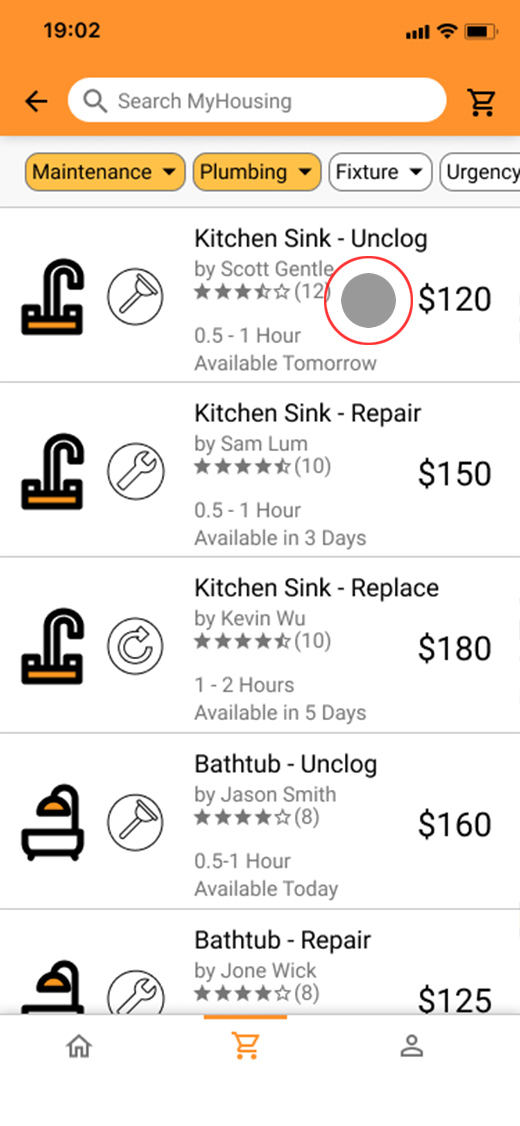 19:02
Search MyHousing
Maintenance Plumbing Fixture Urgency
Kitchen Sink - Unclog
by Scott Gentle
(12)
$120
0.5 - 1 Hour
Available Tomorrow
Kitchen Sink - Repair
by Sam Lum
(10)
$150
0.5 - 1 Hour
Available in 3 Days
Kitchen Sink - Replace
by Kevin Wu
(10)
$180
1 - 2 Hours
Available in 5 Days
Bathtub - Unclog
by Jason Smith
(8)
$160
0.5-1 Hour
Available Today
Bathtub - Repair
by Jone Wick
(8)
$125